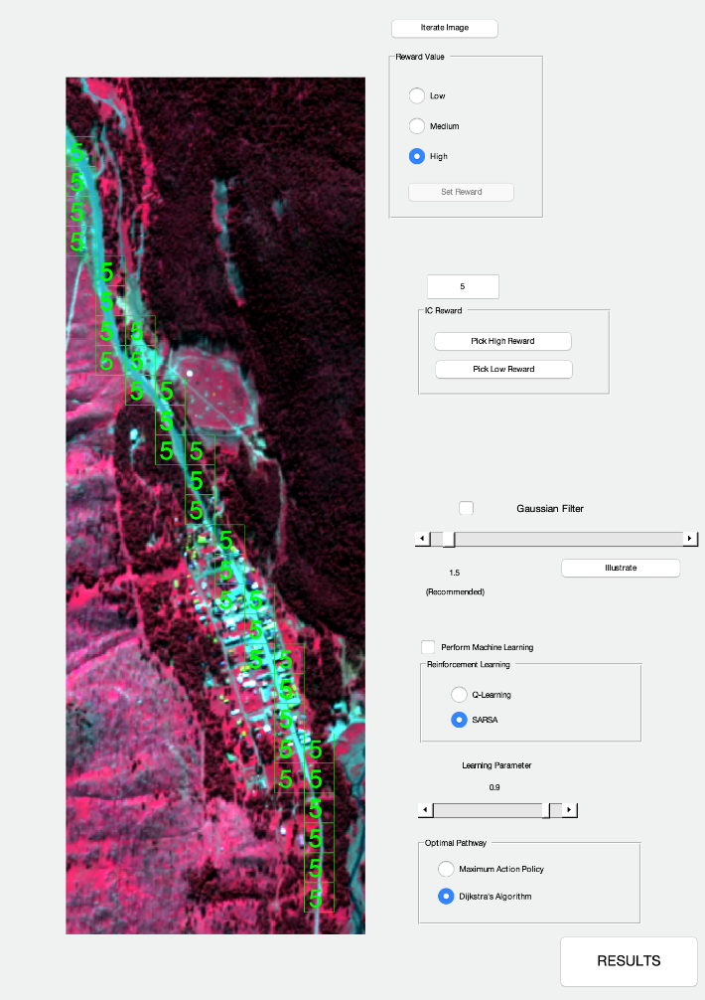 5
5
5
5
5
5
5 5
5 5
5 5
5
5 5
5
5
5
5
5 5
5
5 5
5
5
5 5
5 5
5
5
5
5
Iterate Image
Reward Value
Low
Medium
High
Set Reward
5
IC Reward
Pick High Reward
Pick Low Reward
Gaussian Filter
1.5
Illustrate
(Recommended)
Perform Machine Learning
Reinforcement Learning
Q-Learning
SARSA
Learning Parameter
0.9
Optimal Pathway
Maximum Action Policy
Dijkstra's Algorithm
RESULTS